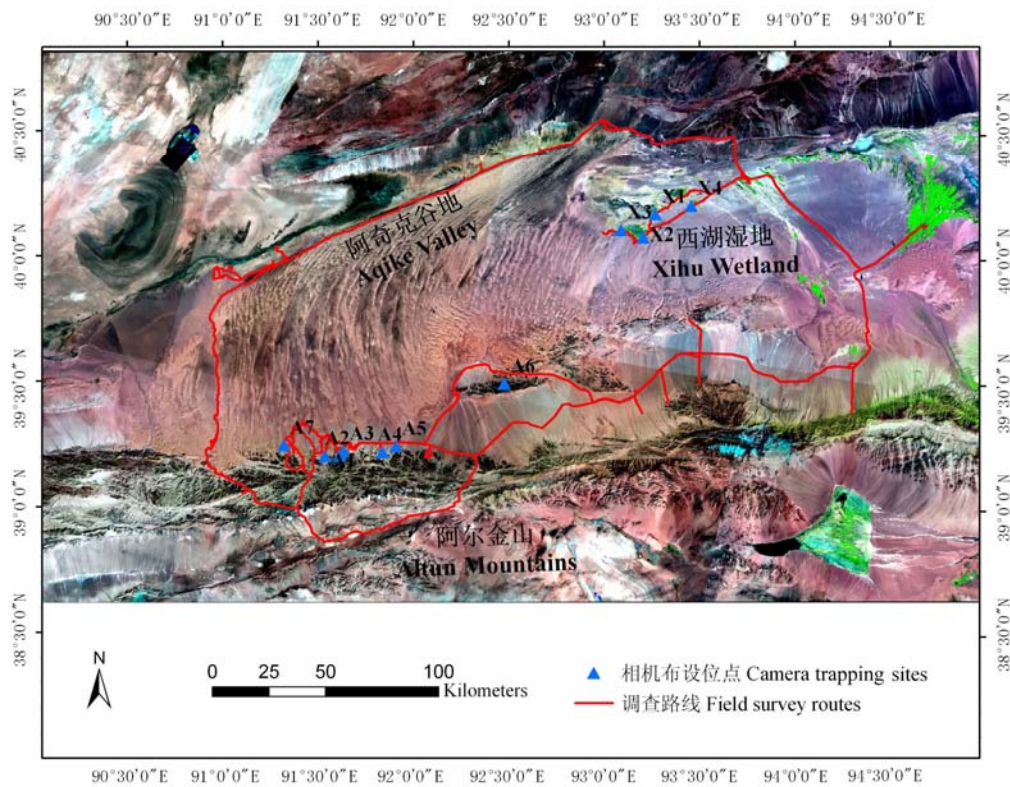 90°30′0″E 91°0′0″E 91°30′0″E 92°0′0″E 92°30′0″E 93°0′0″E 93°30′0″E 94°0′0″E 94°30′0″E
40°30′0″N 40°30′0″N
X3 X1 X4
X2
阿奇克谷地
Aqike Valley
西湖湿地
Xihu Wetland
40°0′0″N 40°0′0″N
39°30′0″N 39°30′0″N
A6
A7 A2 A3 A4 A5
39°0′0″N 39°0′0″N
阿尔金山
Altun Mountains
38°30′0″N 38°30′0″N
N
0 25 50 100
Kilometers
相机布设位点 Camera trapping sites
调查路线 Field survey routes
90°30′0″E 91°0′0″E 91°30′0″E 92°0′0″E 92°30′0″E 93°0′0″E 93°30′0″E 94°0′0″E 94°30′0″E